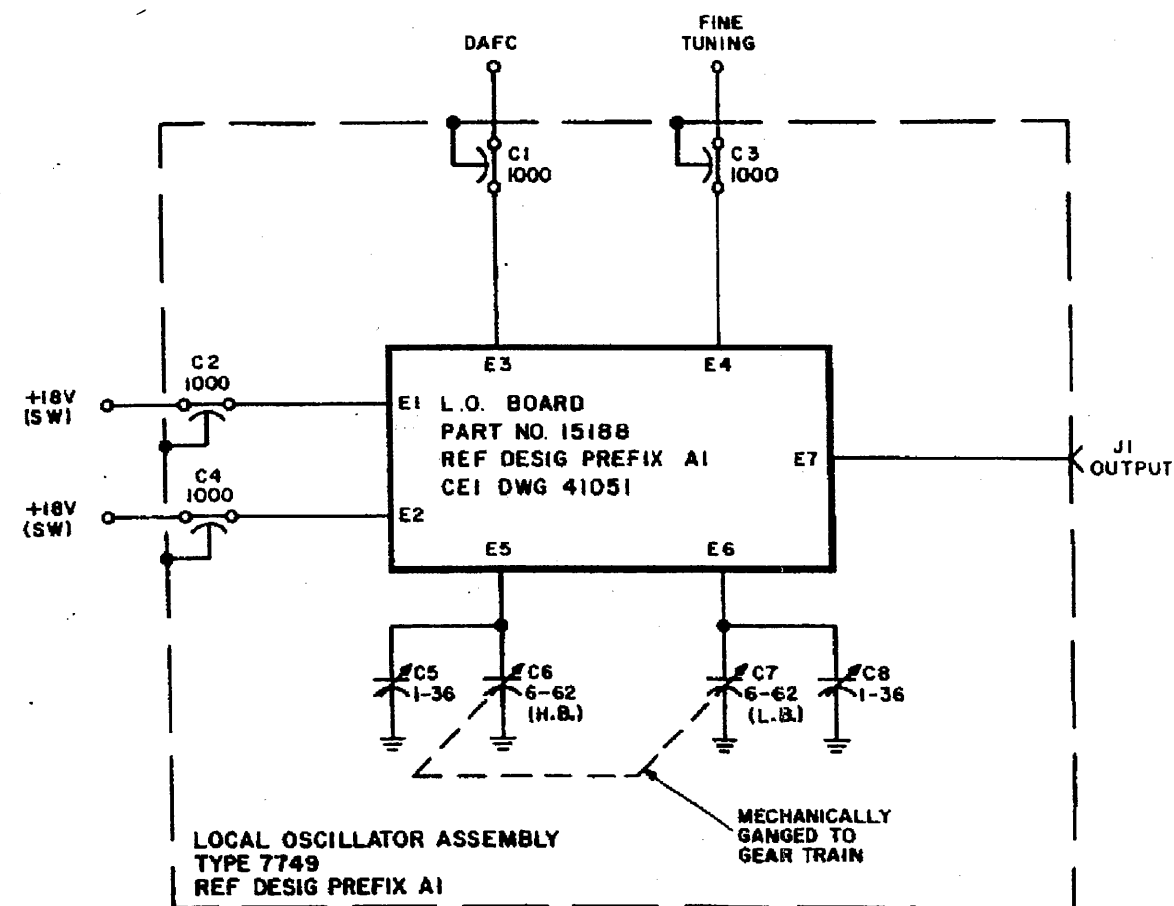 DAFC
FINE
TUNING
C1
1000
C3
1000
C2
1000
+18V
(SW)
E3
E4
E1
L.O. BOARD
PART NO. 15188
REF DESIG PREFIX A1
CEI DWG 41051
E7
J1
OUTPUT
C4
1000
+18V
(SW)
E2
E5
E6
C5
1-36
C6
6-62
(H.B.)
C7
6-62
(L.B.)
C8
1-36
MECHANICALLY
GANGED TO
GEAR TRAIN
LOCAL OSCILLATOR ASSEMBLY
TYPE 7749
REF DESIG PREFIX A1